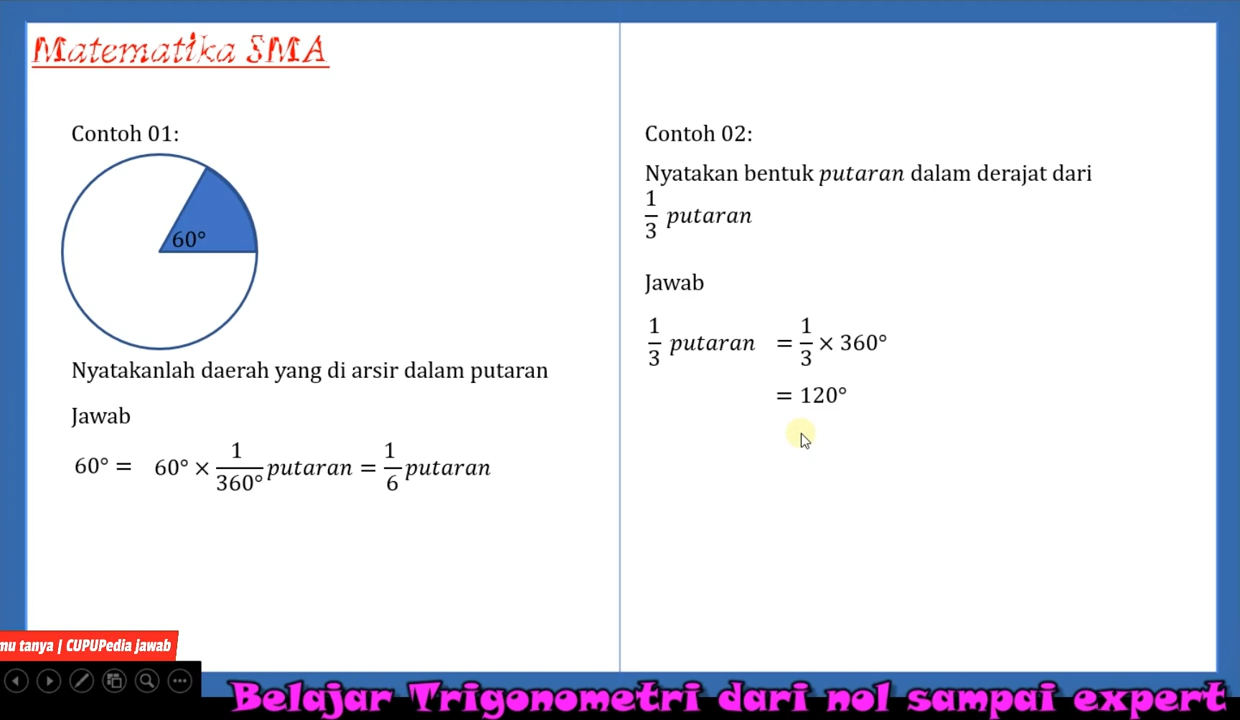 Matematika SMA
Contoh 01:
60°
Nyatakanlah daerah yang di arsir dalam putaran
Jawab
60° = 60° × 1/360° putaran = 1/6 putaran
Contoh 02:
Nyatakan bentuk putaran dalam derajat dari
1/3 putaran
Jawab
1/3 putaran = 1/3 × 360°
= 120°
mu tanya | CUPUPedia jawab
Belajar Trigonometri dari nol sampai expert